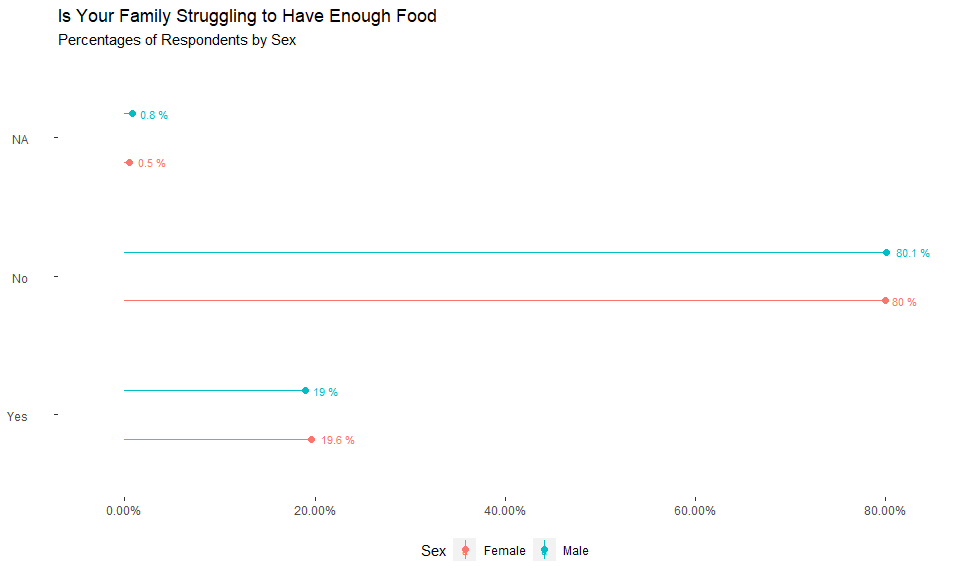 Is Your Family Struggling to Have Enough Food
Percentages of Respondents by Sex
0.8 %
NA
0.5 %
80.1 %
No
80 %
19 %
Yes
19.6 %
0.00% 20.00% 40.00% 60.00% 80.00%
Sex Female Male